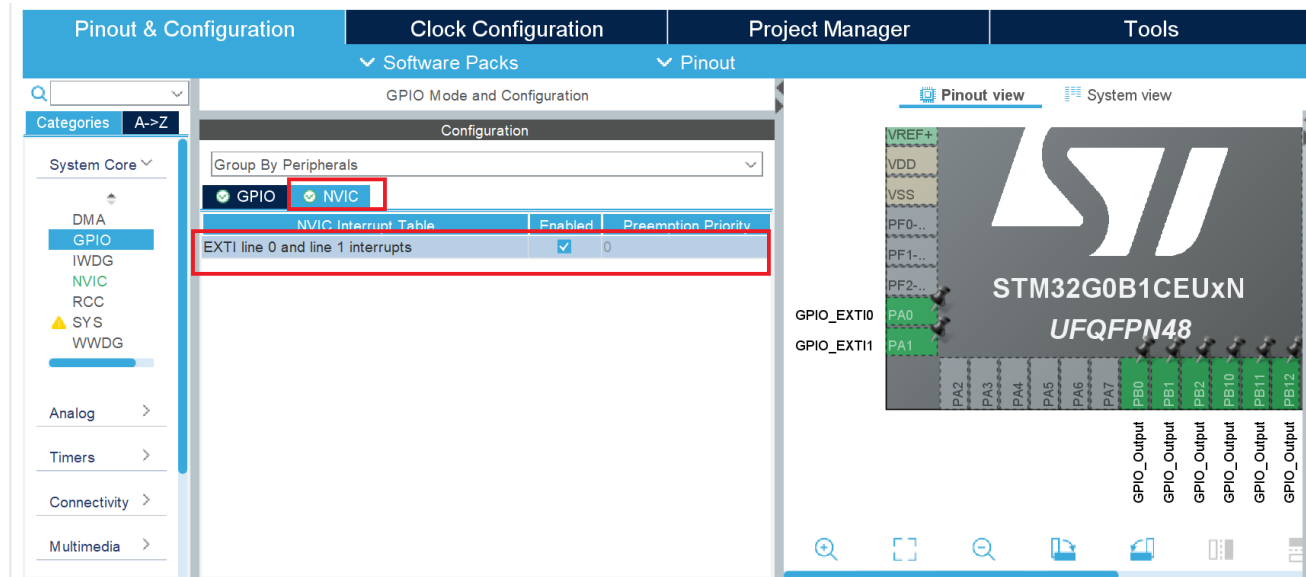 Pinout & Configuration
Clock Configuration
Project Manager
Tools
Software Packs
Pinout
Categories
A->Z
System Core
DMA
GPIO
IWDG
NVIC
RCC
SYS
WWDG
Analog
Timers
Connectivity
Multimedia
GPIO Mode and Configuration
Configuration
Group By Peripherals
GPIO
NVIC
NVIC Interrupt Table
Enabled
Preemption Priority
EXTI line 0 and line 1 interrupts
0
Pinout view
System view
VREF+
VDD
VSS
PF0-..
PF1-..
PF2-..
GPIO_EXTI0
PA0
GPIO_EXTI1
PA1
ST
STM32G0B1CEUxN
UFQFPN48
PA2
PA3
PA4
PA5
PA6
PA7
PB0
PB1
PB2
PB10
PB11
PB12
GPIO_Output
GPIO_Output
GPIO_Output
GPIO_Output
GPIO_Output
GPIO_Output